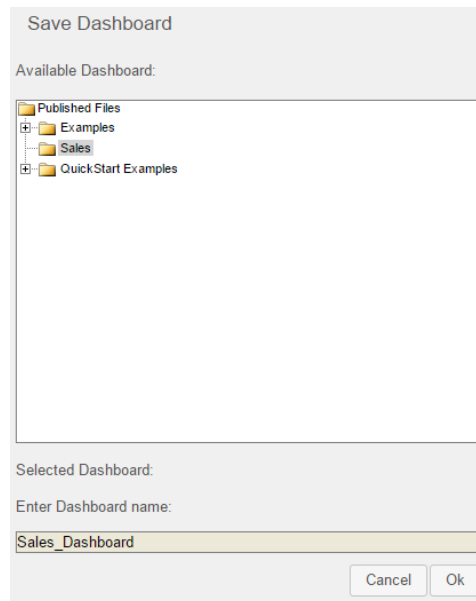 Save Dashboard
Available Dashboard:
Published Files
Examples
Sales
QuickStart Examples
Selected Dashboard:
Enter Dashboard name:
Sales_Dashboard
Cancel Ok